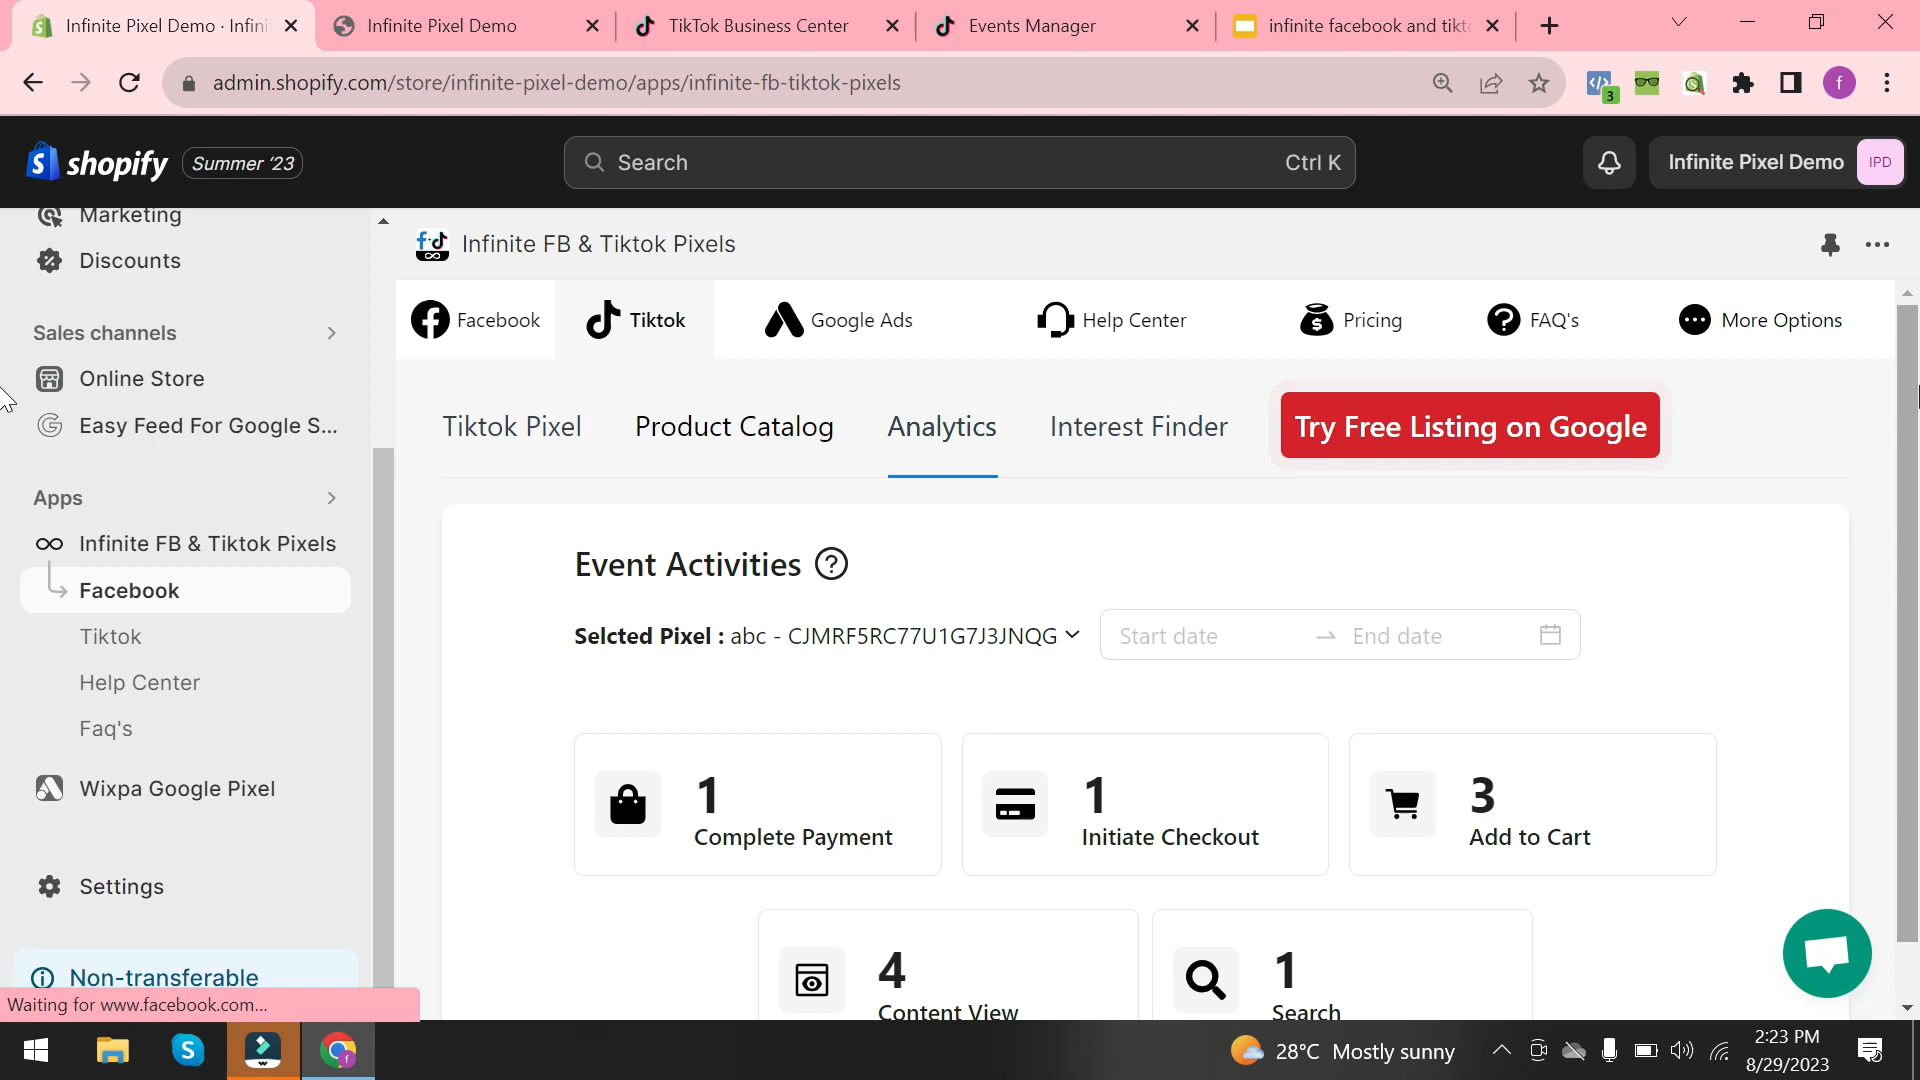 Infinite Pixel Demo · Infini
Infinite Pixel Demo
TikTok Business Center
Events Manager
infinite facebook and tikto
admin.shopify.com/store/infinite-pixel-demo/apps/infinite-fb-tiktok-pixels
3
f
shopify
Summer '23
Search
Ctrl K
Infinite Pixel Demo
IPD
Marketing
Discounts
Sales channels
Online Store
Easy Feed For Google S...
Apps
Infinite FB & Tiktok Pixels
Facebook
Tiktok
Help Center
Faq's
Wixpa Google Pixel
Settings
Non-transferable
Waiting for www.facebook.com...
Infinite FB & Tiktok Pixels
Facebook
Tiktok
Google Ads
Help Center
Pricing
FAQ's
More Options
Tiktok Pixel
Product Catalog
Analytics
Interest Finder
Try Free Listing on Google
Event Activities
Selcted Pixel : abc - CJMRF5RC77U1G7J3JNQG
Start date
End date
1
Complete Payment
1
Initiate Checkout
3
Add to Cart
4
Content View
1
Search
28°C Mostly sunny
2:23 PM
8/29/2023